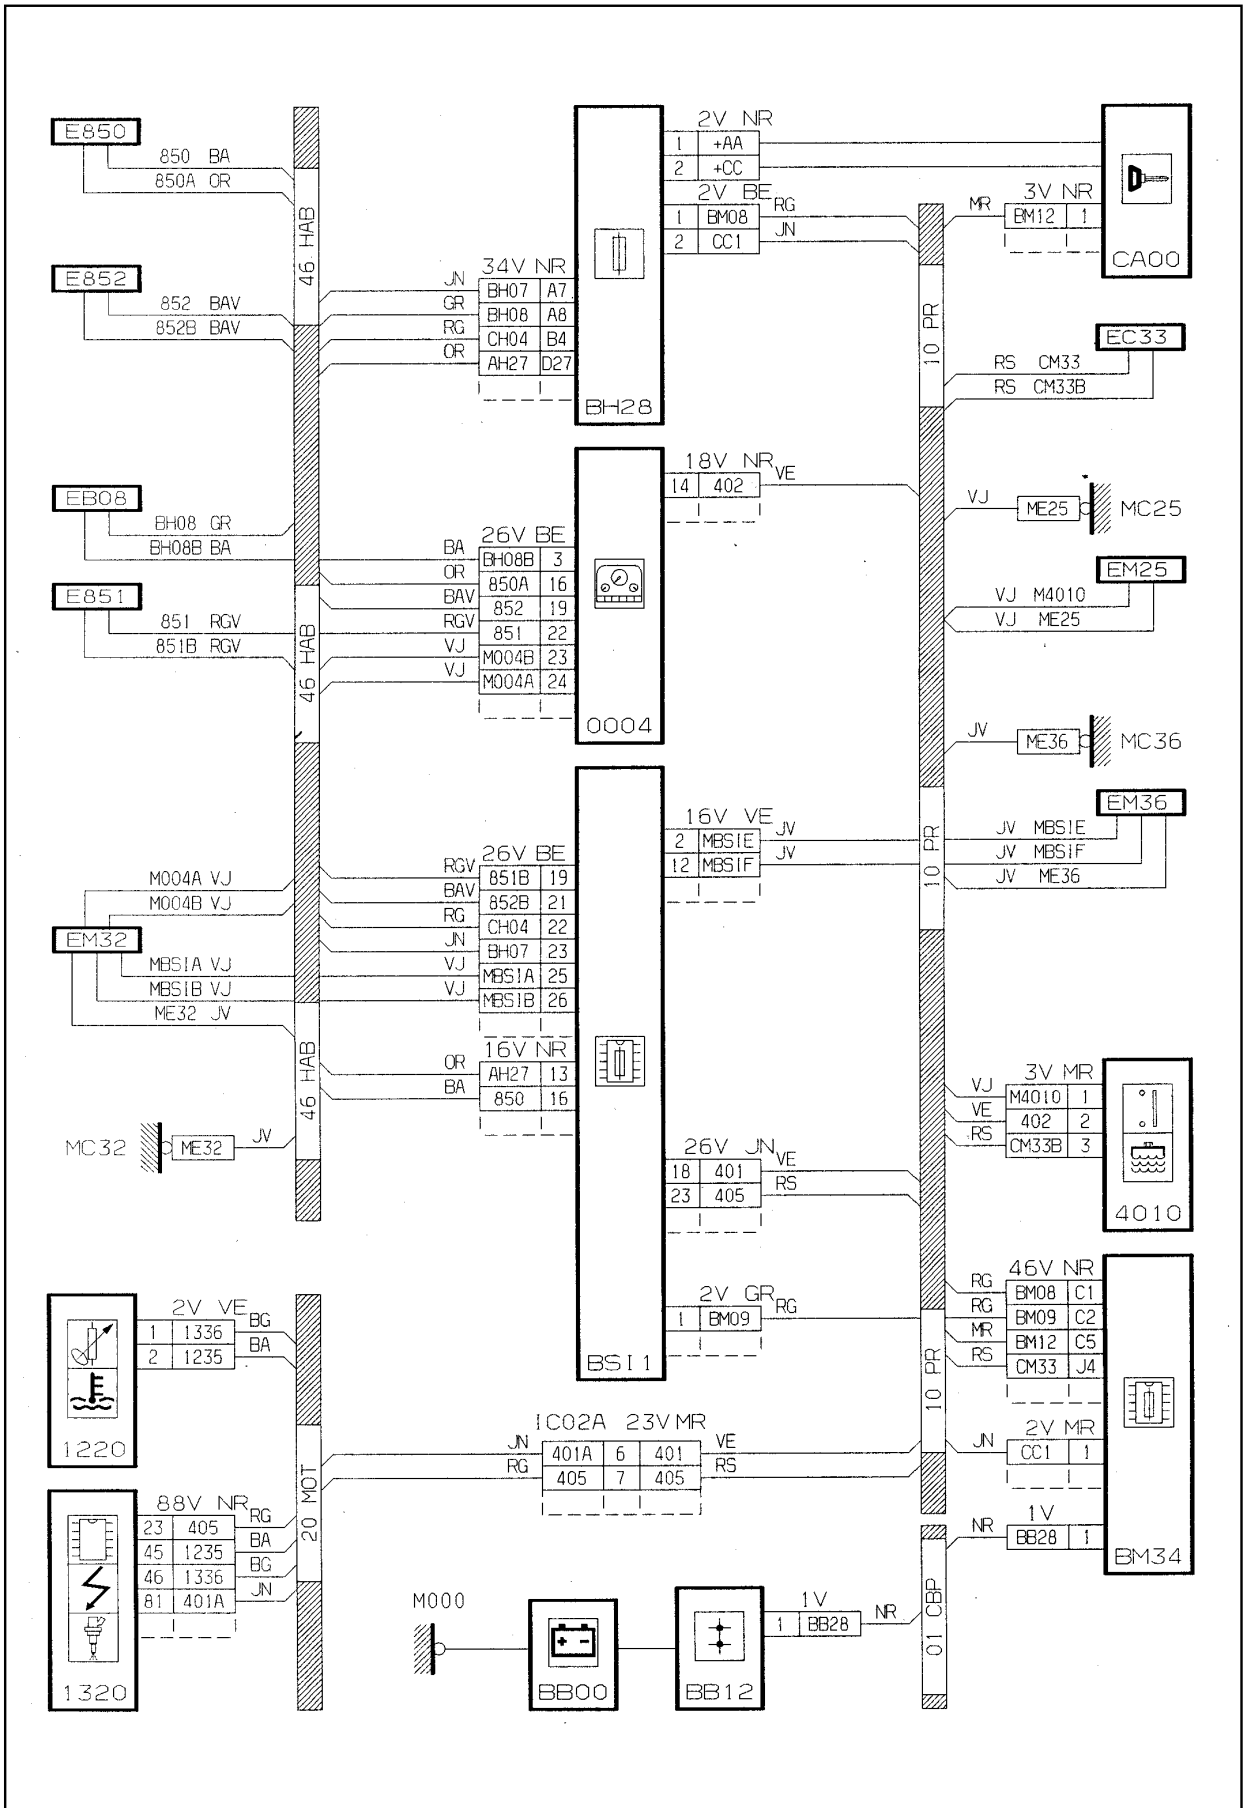 E850
850 BA
850A OR
46 HAB
E852
852 BAV
852B BAV
34V NR
JN BH07 A7
GR BH08 A8
RG CH04 B4
OR AH27 D27
BH28
2V NR
1 +AA
2 +CC
2V BE
1 BM08 RG
2 CC1 JN
MR
3V NR
BM12 1
CA00
10 PR
EC33
RS CM33
RS CM33B
EB08
BH08 GR
BH08B BA
E851
851 RGV
851B RGV
46 HAB
26V BE
BA BH08B 3
OR 850A 16
BAV 852 19
RGV 851 22
VJ M004B 23
VJ M004A 24
0004
18V NR
14 402 VE
VJ ME25 MC25
EM25
VJ M4010
VJ ME25
JV ME36 MC36
EM36
JV MBSIE
JV MBSIF
JV ME36
10 PR
16V VE
2 MBSIE JV
12 MBSIF JV
M004A VJ
M004B VJ
EM32
MBSIA VJ
MBSIB VJ
ME32 JV
26V BE
RGV 851B 19
BAV 852B 21
RG CH04 22
JN BH07 23
VJ MBSIA 25
VJ MBSIB 26
16V NR
OR AH27 13
BA 850 16
46 HAB
MC32 ME32 JV
26V JN
18 401 VE
23 405 RS
2V GR
1 BM09 RG
BSI1
3V MR
VJ M4010 1
VE 402 2
RS CM33B 3
4010
46V NR
RG BM08 C1
RG BM09 C2
MR BM12 C5
RS CM33 J4
10 PR
2V MR
JN CC1 1
1V
NR BB28 1
BM34
2V VE
1 1336 BG
2 1235 BA
1220
88V NR
23 405 RG
45 1235 BA
46 1336 BG
81 401A JN
1320
20 MOT
IC02A 23V MR
JN 401A 6 401 VE
RG 405 7 405 RS
M000
BB00
BB12
1V
1 BB28 NR
01 CBP